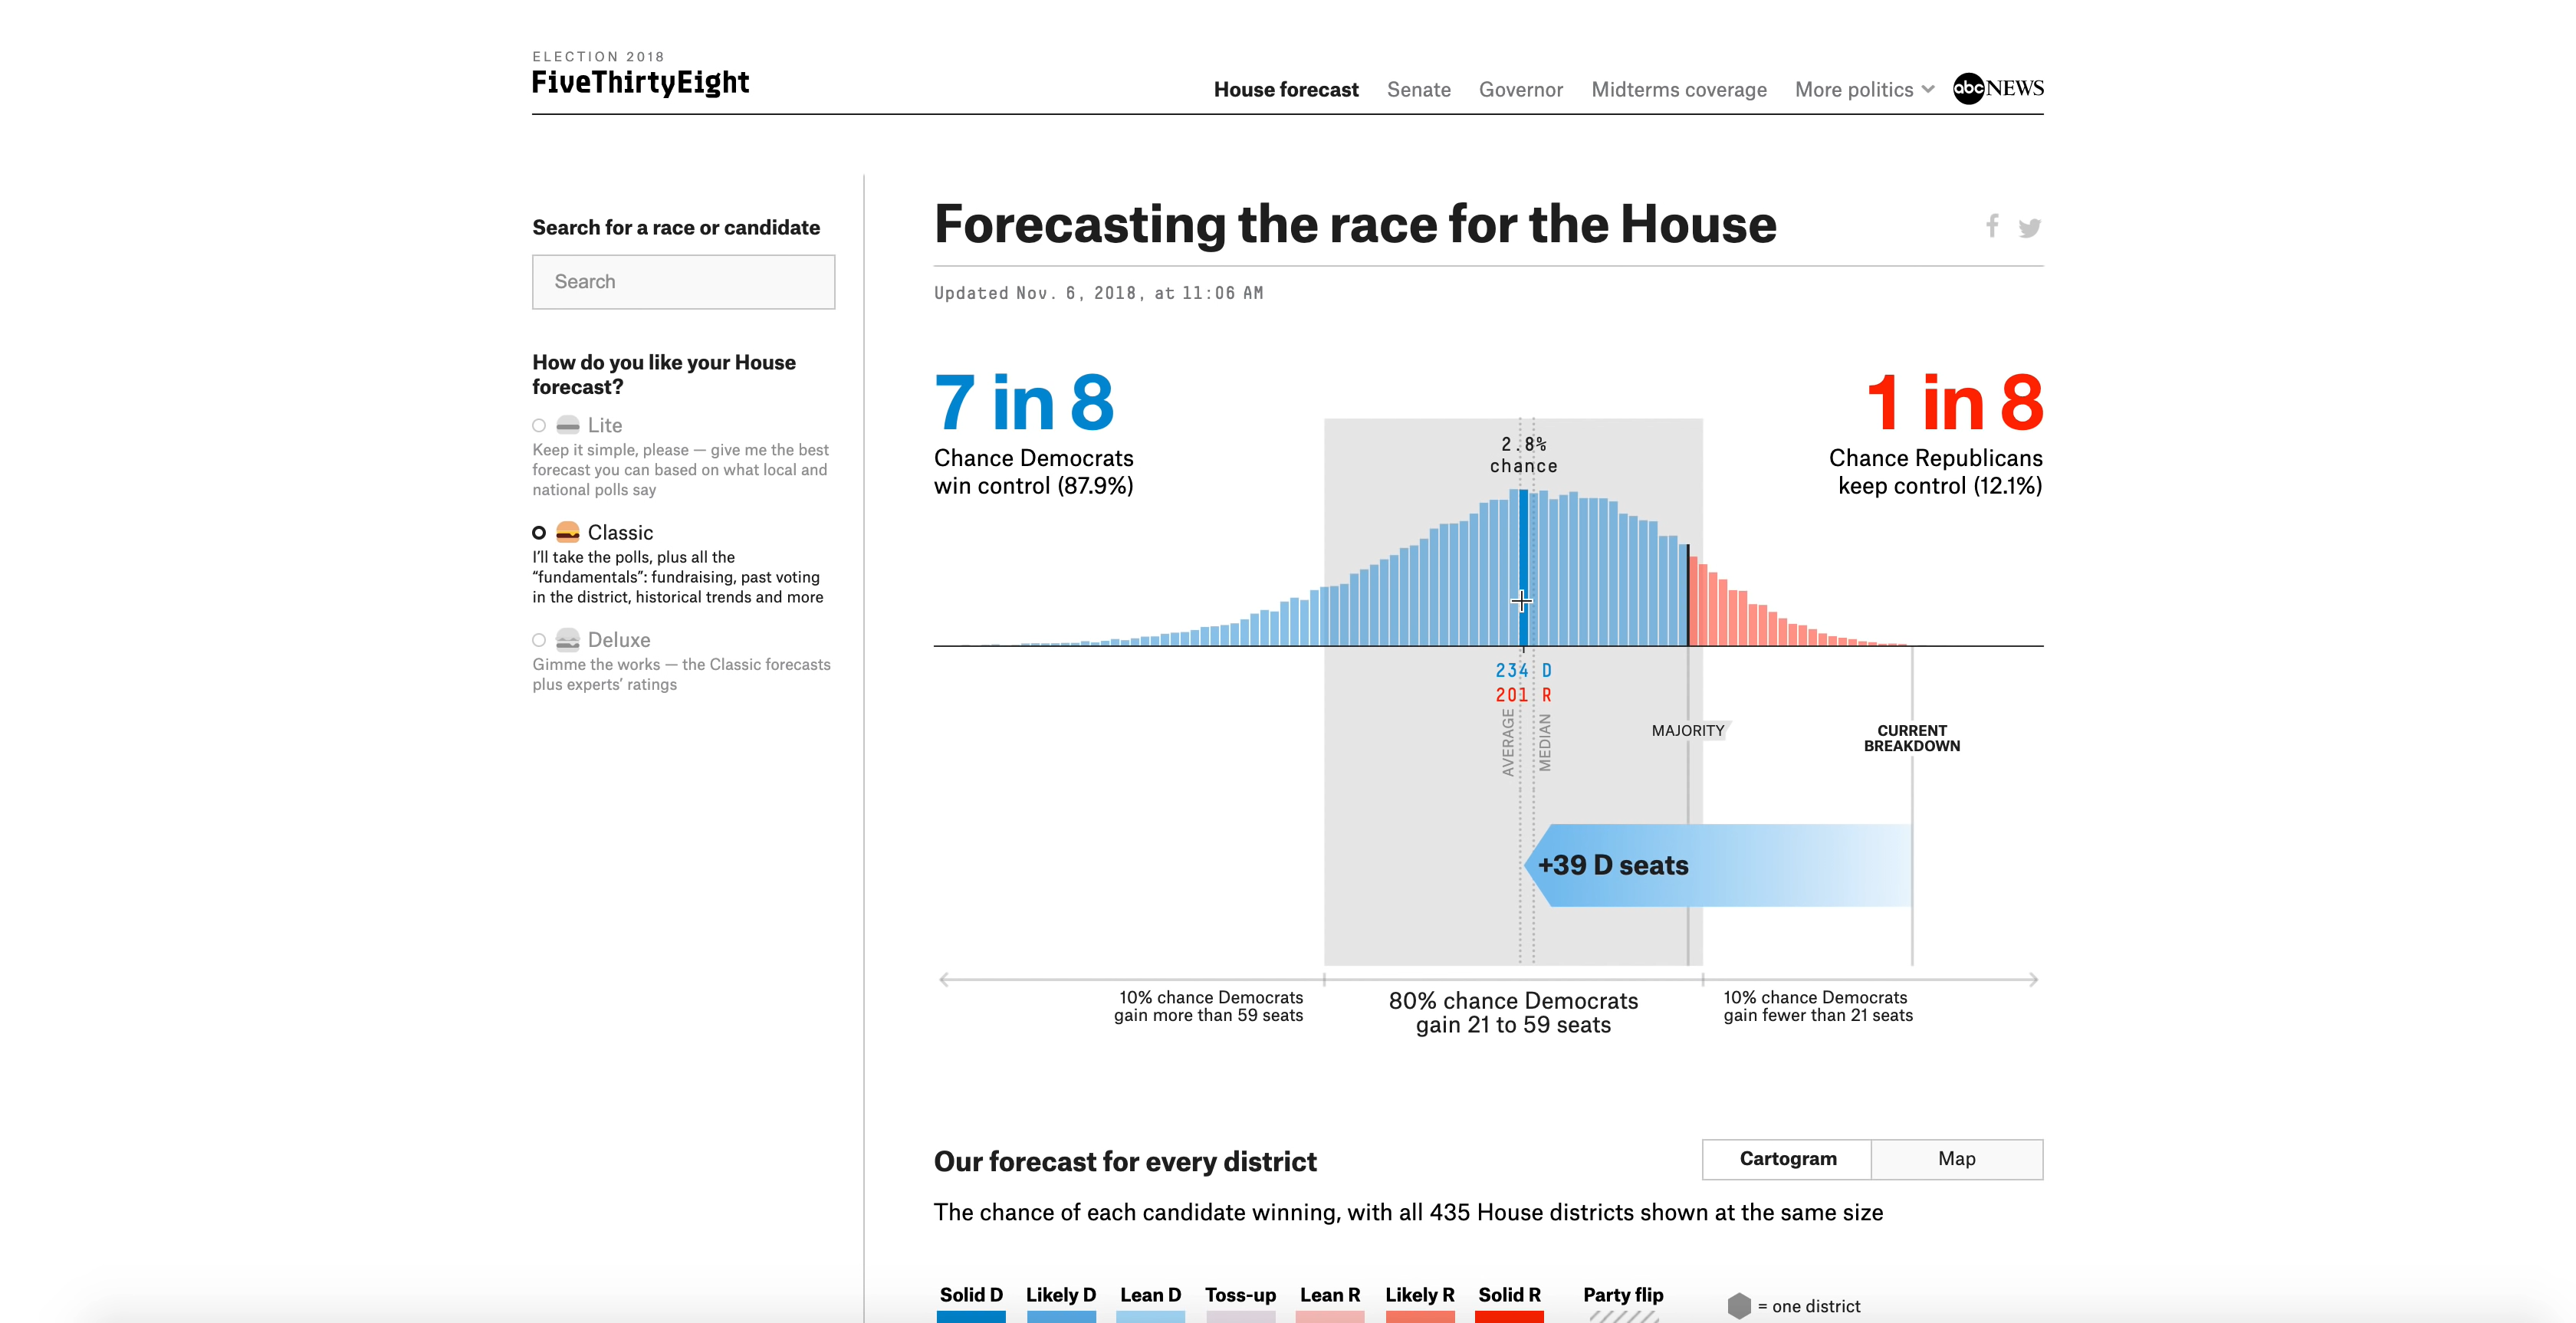 ELECTION 2018
FiveThirtyEight
House forecast Senate Governor Midterms coverage More politics abc NEWS
Search for a race or candidate
Search
How do you like your House
forecast?
Lite
Keep it simple, please — give me the best
forecast you can based on what local and
national polls say
Classic
I'll take the polls, plus all the
“fundamentals”: fundraising, past voting
in the district, historical trends and more
Deluxe
Gimme the works — the Classic forecasts
plus experts’ ratings
Forecasting the race for the House
Updated Nov. 6, 2018, at 11:06 AM
7 in 8
Chance Democrats
win control (87.9%)
1 in 8
Chance Republicans
keep control (12.1%)
2.8%
chance
234 D
201 R
AVERAGE
MEDIAN
MAJORITY
CURRENT
BREAKDOWN
+39 D seats
10% chance Democrats
gain more than 59 seats
80% chance Democrats
gain 21 to 59 seats
10% chance Democrats
gain fewer than 21 seats
Our forecast for every district
Cartogram Map
The chance of each candidate winning, with all 435 House districts shown at the same size
Solid D Likely D Lean D Toss-up Lean R Likely R Solid R Party flip = one district